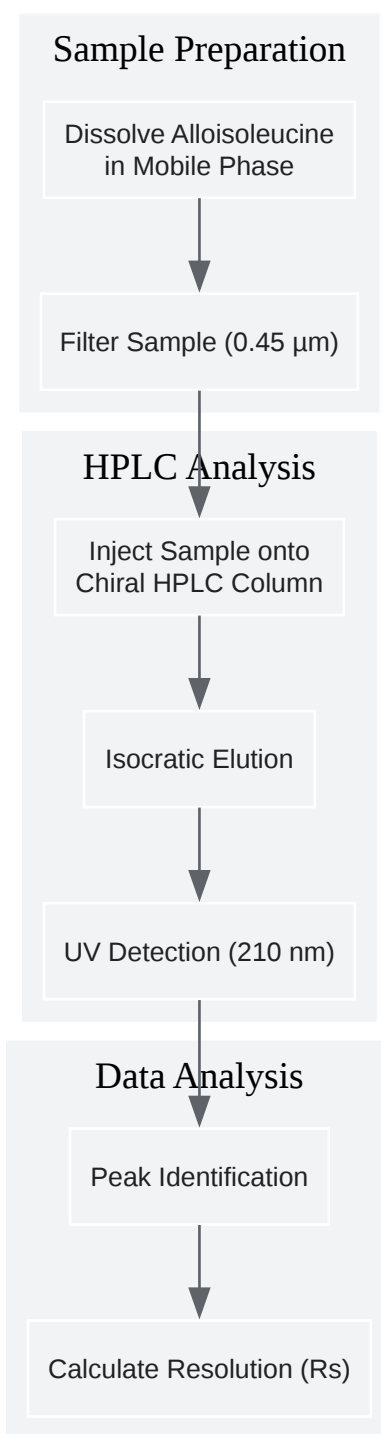 Sample Preparation
Dissolve Alloisoleucine
in Mobile Phase
Filter Sample (0.45 µm)
HPLC Analysis
Inject Sample onto
Chiral HPLC Column
Isocratic Elution
UV Detection (210 nm)
Data Analysis
Peak Identification
Calculate Resolution (Rs)